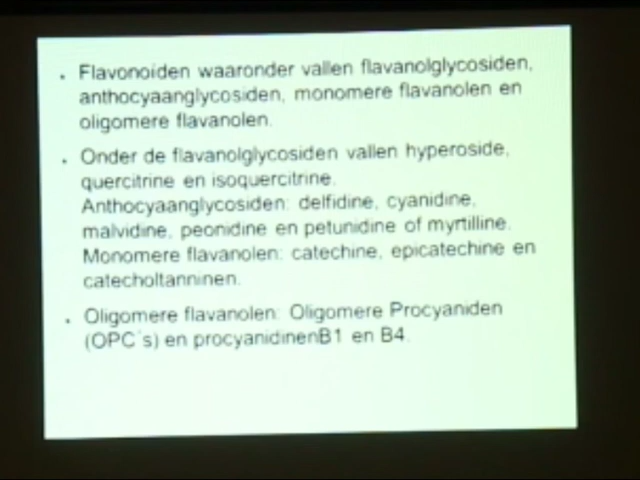 . Flavonoïden waaronder vallen flavanolglycosiden,
anthocyaanglycosiden, monomere flavanolen en
oligomere flavanolen.
. Onder de flavanolglycosiden vallen hyperoside,
quercitrine en isoquercitrine.
Anthocyaanglycosiden: delfidine, cyanidine,
malvidine, peonidine en petunidine of myrtilline.
Monomere flavanolen: catechine, epicatechine en
catecholtanninen.
. Oligomere flavanolen: Oligomere Procyaniden
(OPC´s) en procyanidinenB1 en B4.